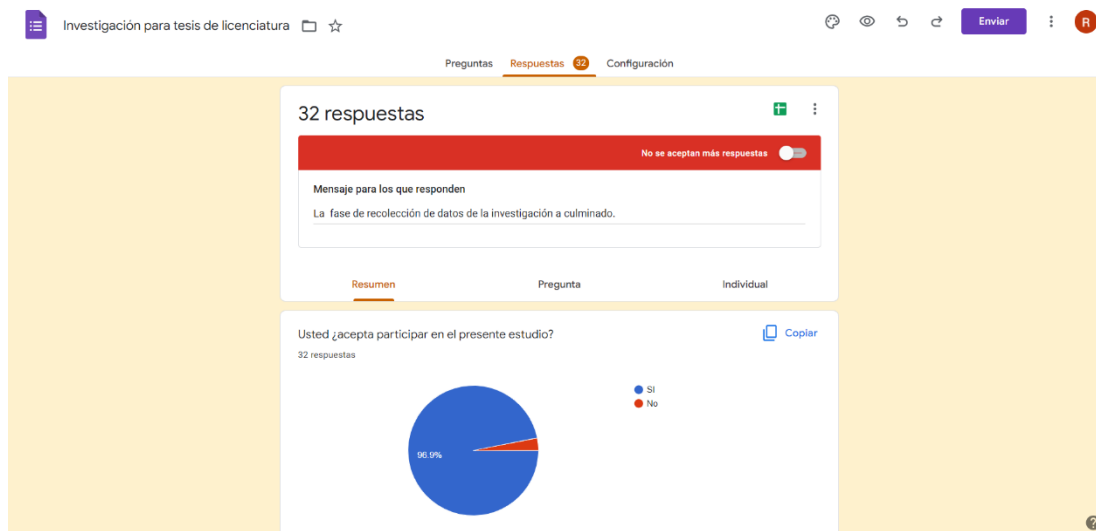 Investigación para tesis de licenciatura
Enviar
R
Preguntas Respuestas 32 Configuración
32 respuestas
No se aceptan más respuestas
Mensaje para los que responden
La fase de recolección de datos de la investigación a culminado.
Resumen Pregunta Individual
Usted ¿acepta participar en el presente estudio?
Copiar
32 respuestas
SI
No
96.9%